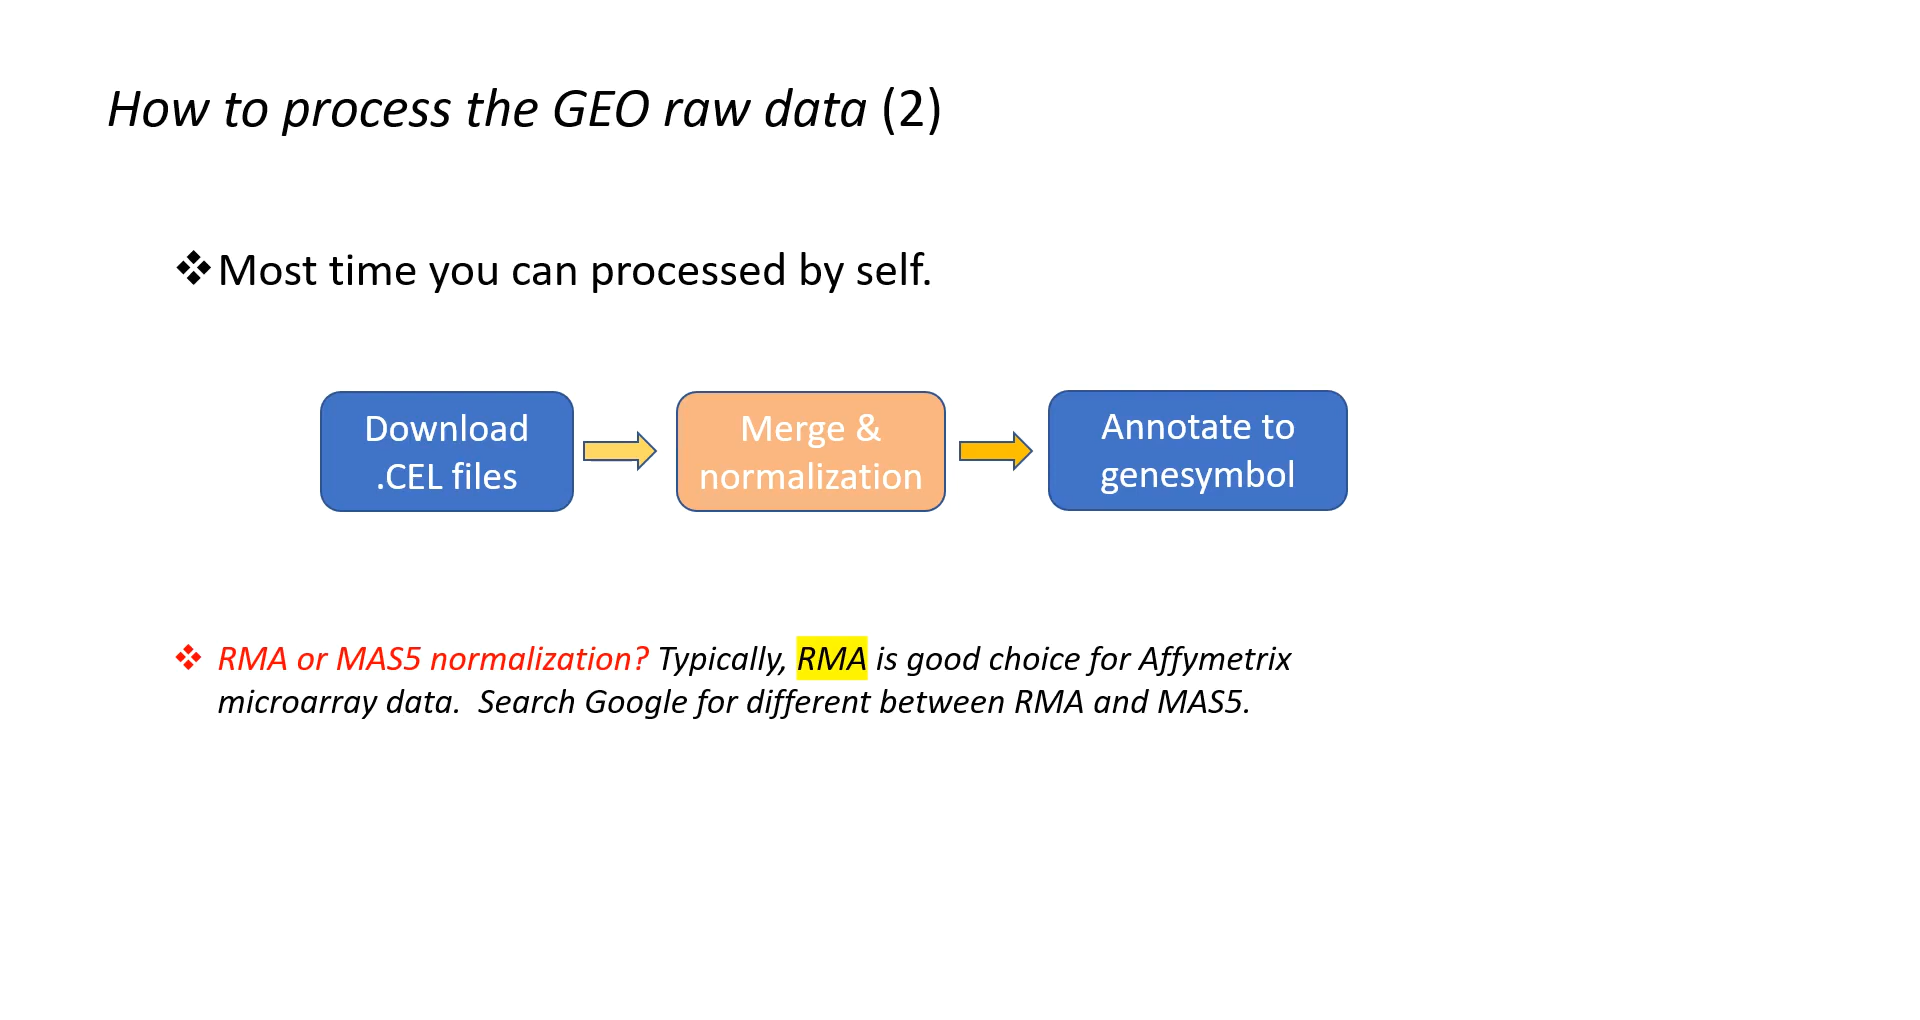 How to process the GEO raw data (2)
❖Most time you can processed by self.
Download
.CEL files
Merge &
normalization
Annotate to
genesymbol
❖ RMA or MAS5 normalization? Typically, RMA is good choice for Affymetrix
microarray data.  Search Google for different between RMA and MAS5.